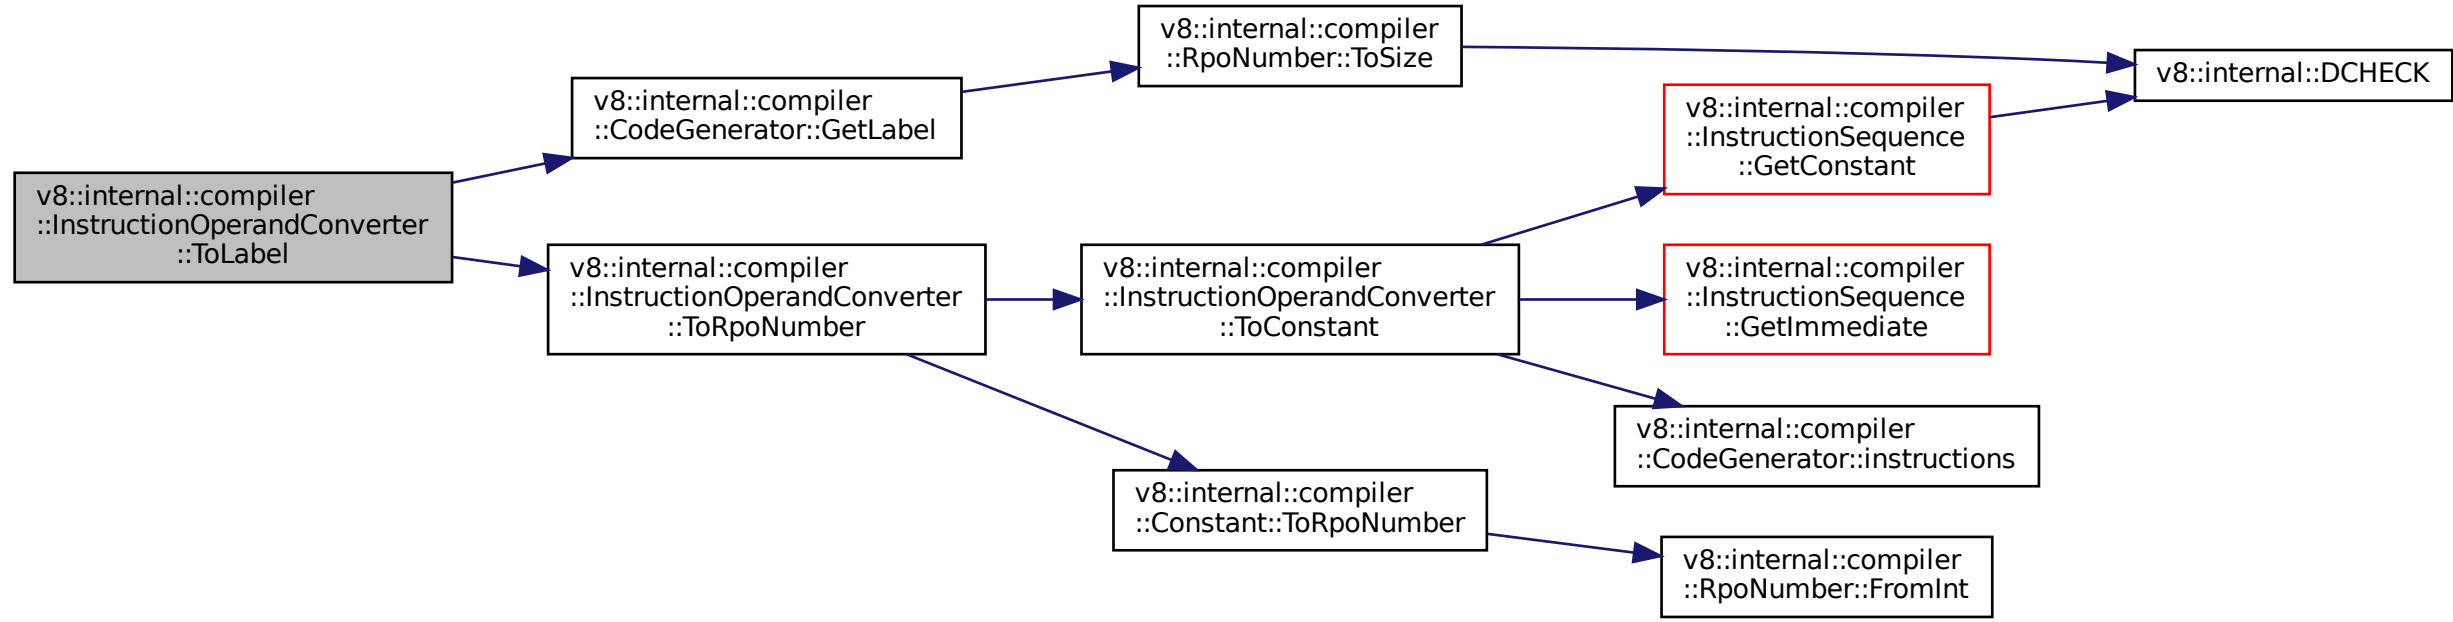 v8::internal::compiler
::InstructionOperandConverter
::ToLabel
v8::internal::compiler
::CodeGenerator::GetLabel
v8::internal::compiler
::RpoNumber::ToSize
v8::internal::DCHECK
v8::internal::compiler
::InstructionOperandConverter
::ToRpoNumber
v8::internal::compiler
::InstructionOperandConverter
::ToConstant
v8::internal::compiler
::InstructionSequence
::GetConstant
v8::internal::compiler
::InstructionSequence
::GetImmediate
v8::internal::compiler
::CodeGenerator::instructions
v8::internal::compiler
::Constant::ToRpoNumber
v8::internal::compiler
::RpoNumber::FromInt